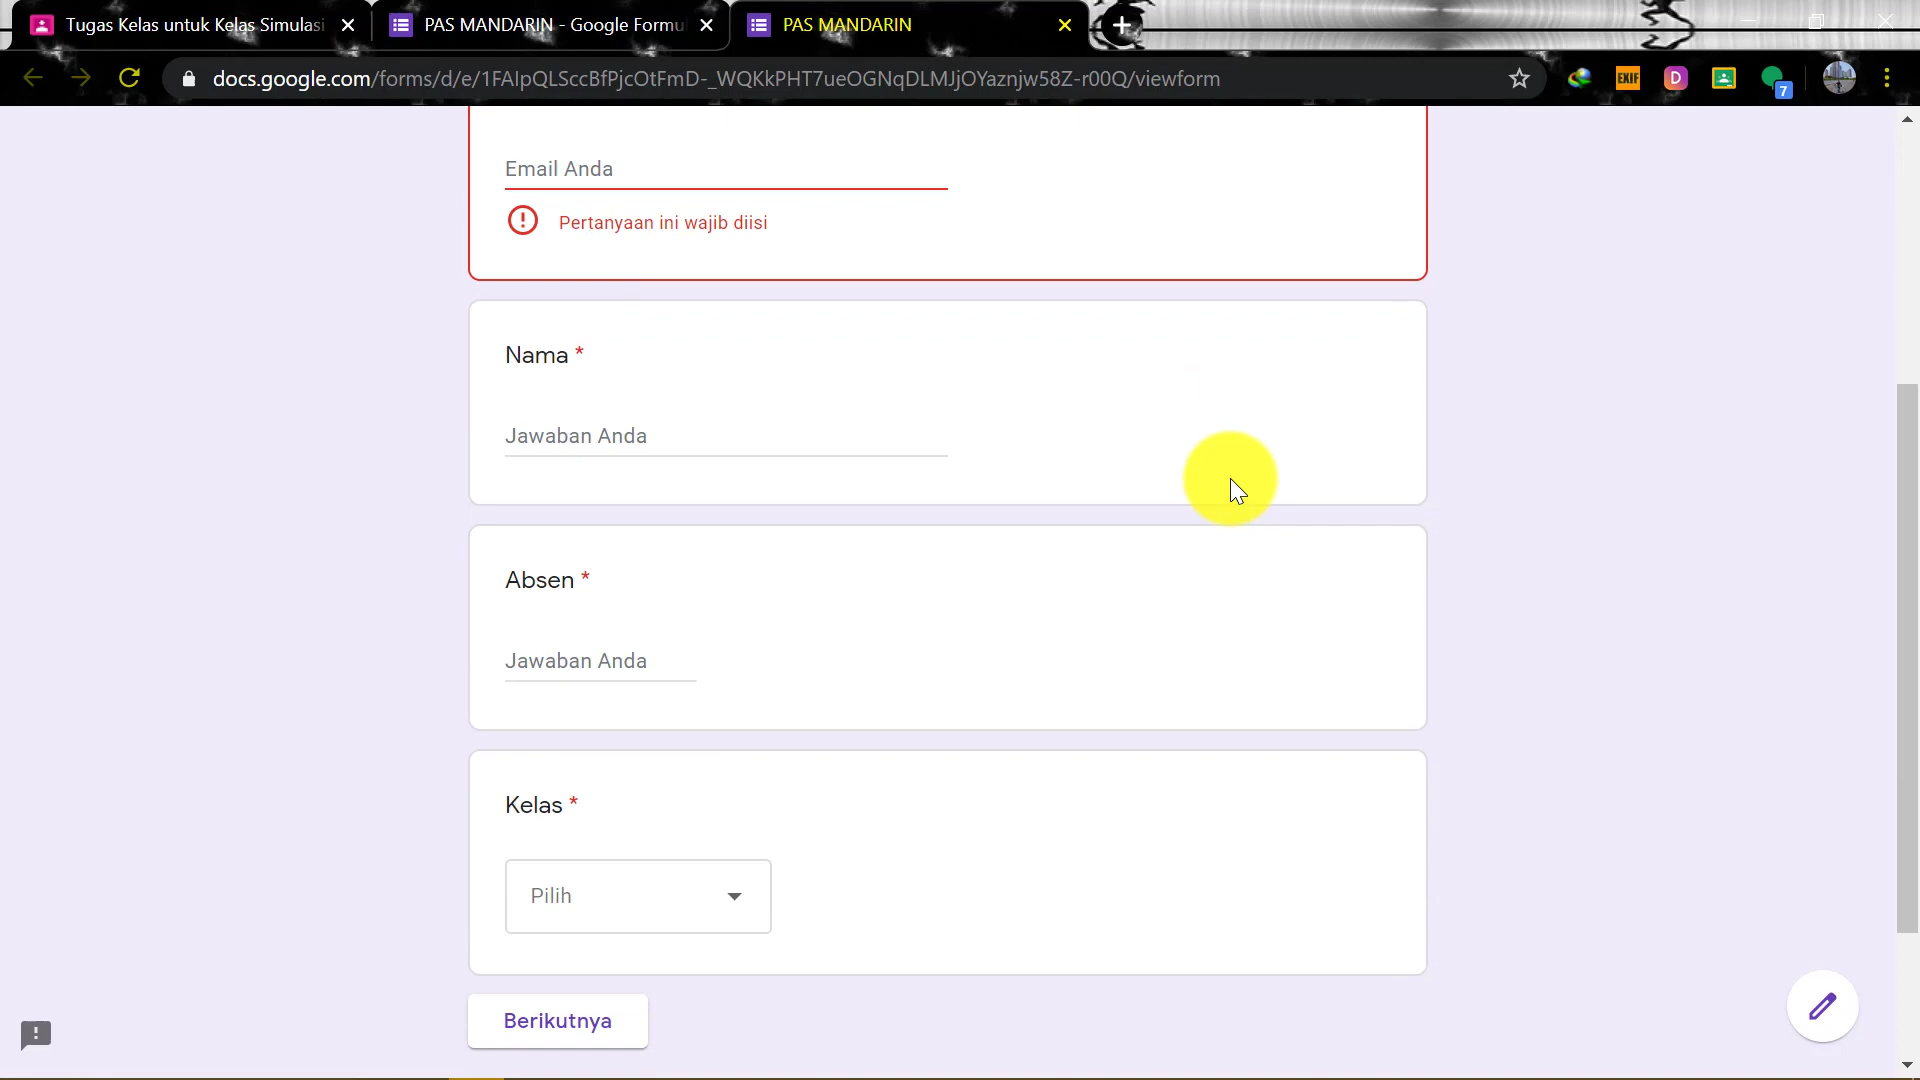 Tugas Kelas untuk Kelas Simulasi
PAS MANDARIN - Google Formu
PAS MANDARIN
docs.google.com/forms/d/e/1FAIpQLSccBfPjcOtFmD-_WQKkPHT7ueOGNqDLMJjOYaznjw58Z-r00Q/viewform
EXIF
D
7
Email Anda
Pertanyaan ini wajib diisi
Nama *
Jawaban Anda
Absen *
Jawaban Anda
Kelas *
Pilih
Berikutnya